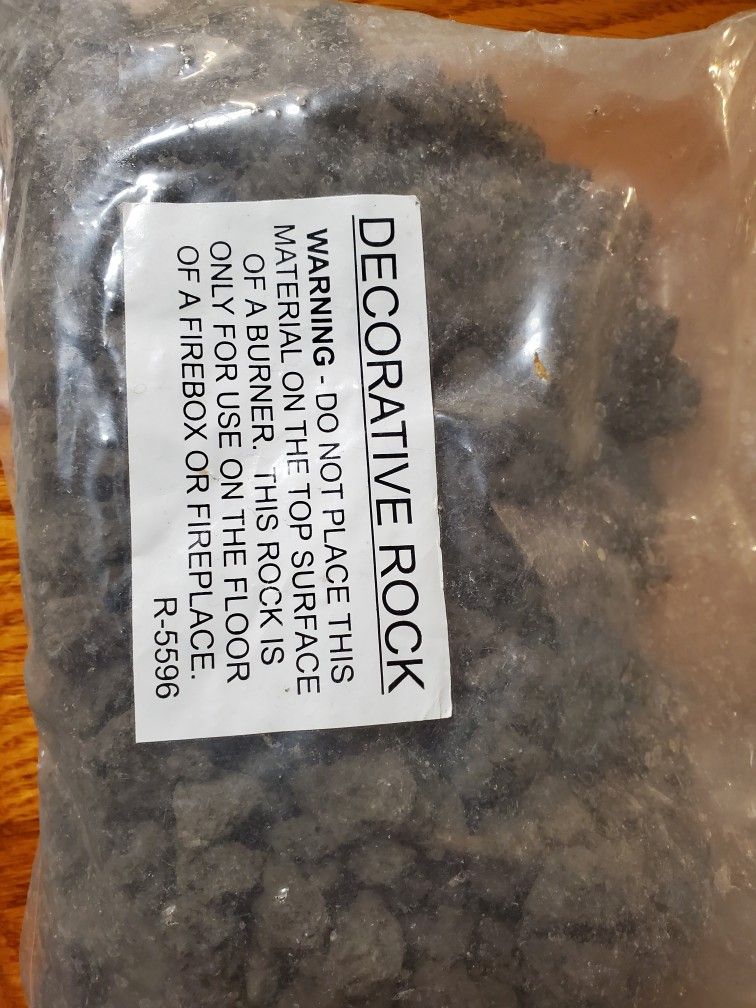 DECORATIVE ROCK
WARNING - DO NOT PLACE THIS
MATERIAL ON THE TOP SURFACE
OF A BURNER. THIS ROCK IS
ONLY FOR USE ON THE FLOOR
OF A FIREBOX OR FIREPLACE.
R-5596